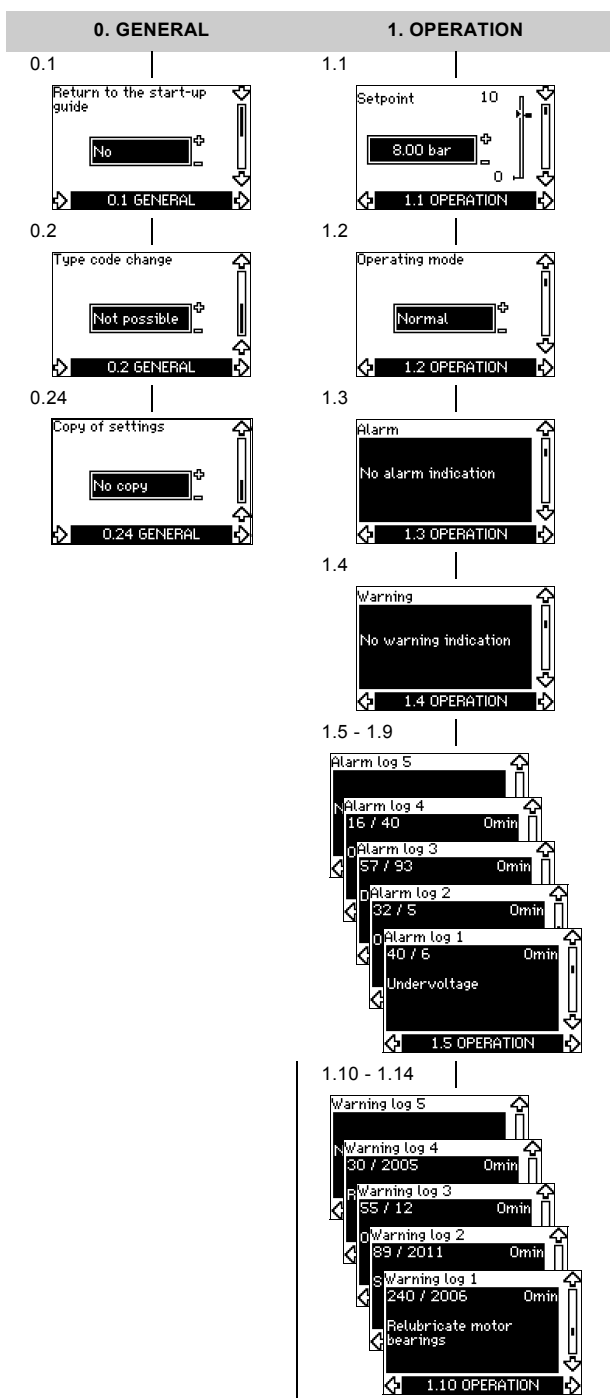 0. GENERAL
0.1
Return to the start-up
guide
No
0.1 GENERAL
0.2
Type code change
Not possible
0.2 GENERAL
0.24
Copy of settings
No copy
0.24 GENERAL
1. OPERATION
1.1
Setpoint
10
8.00 bar
0
1.1 OPERATION
1.2
Operating mode
Normal
1.2 OPERATION
1.3
Alarm
No alarm indication
1.3 OPERATION
1.4
Warning
No warning indication
1.4 OPERATION
1.5 - 1.9
Alarm log 5
N
Alarm log 4
16 / 40 0min
O
Alarm log 3
57 / 93 0min
Alarm log 2
32 / 5 0min
O
Alarm log 1
40 / 6 0min
Undervoltage
1.5 OPERATION
1.10 - 1.14
Warning log 5
N
Warning log 4
30 / 2005 0min
R
Warning log 3
55 / 12 0min
O
Warning log 2
89 / 2011 0min
S
Warning log 1
240 / 2006 0min
Relubricate motor
bearings
1.10 OPERATION